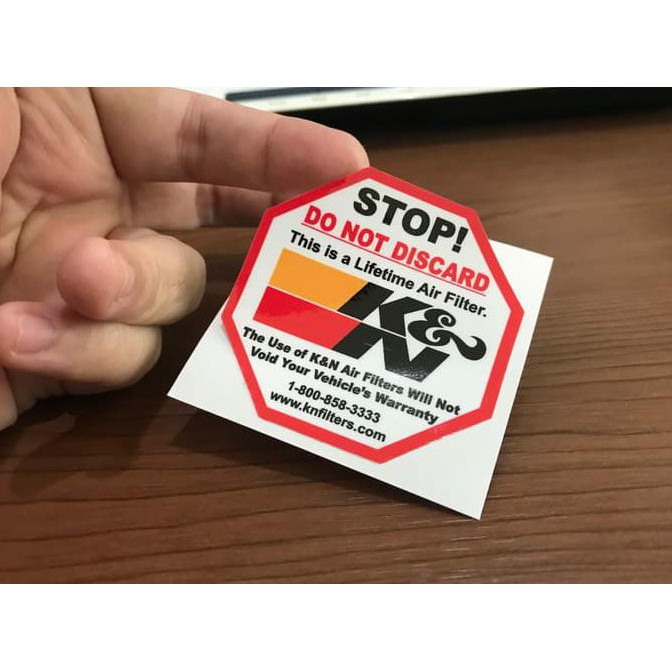 STOP!
DO NOT DISCARD
This is a Lifetime Air Filter.
K&N
The Use of K&N Air Filters Will Not
Void Your Vehicle's Warranty
1-800-858-3333
www.knfilters.com